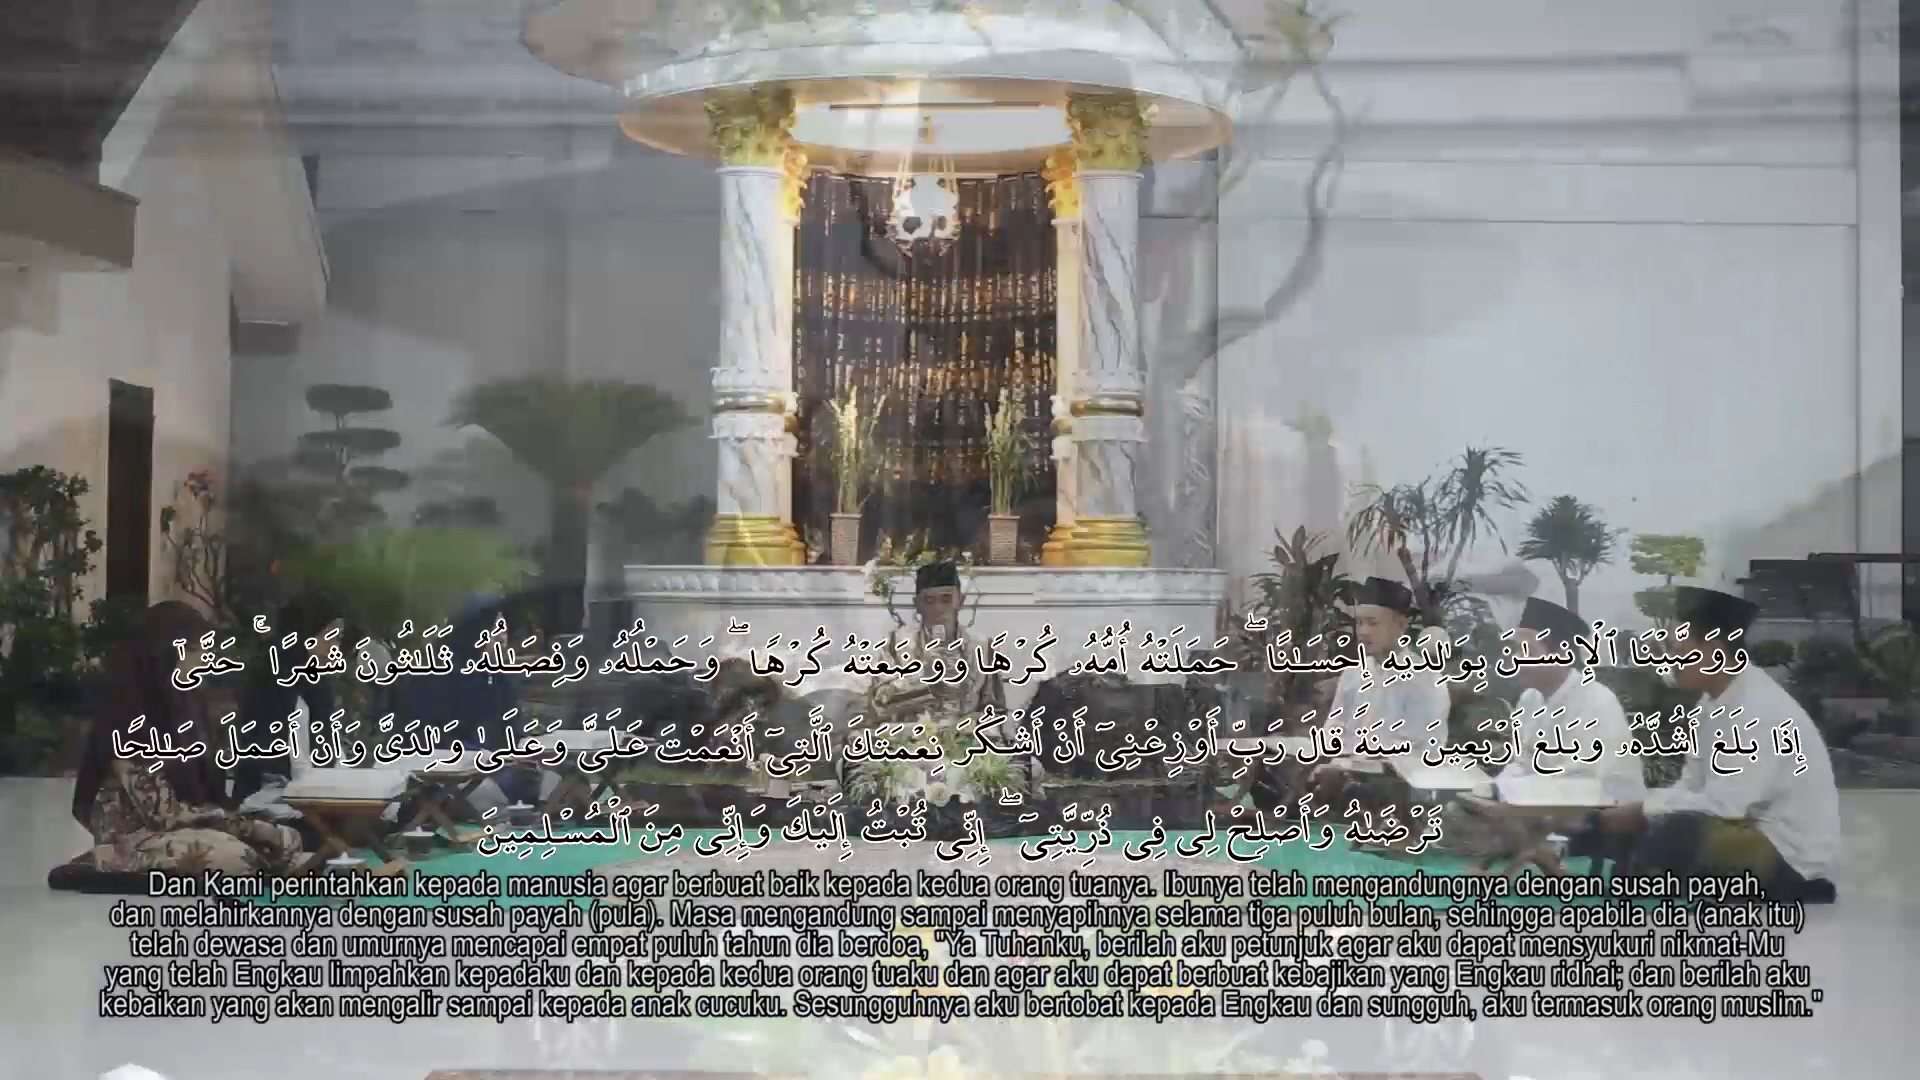 وَوَصَّيْنَا ٱلْإِنسَـٰنَ بِوَٰلِدَيْهِ إِحْسَـٰنًا ۖ حَمَلَتْهُ أُمُّهُۥ كُرْهًا وَوَضَعَتْهُ كُرْهًا ۖ وَحَمْلُهُۥ وَفِصَـٰلُهُۥ ثَلَـٰثُونَ شَهْرًا ۚ حَتَّىٰٓ
إِذَا بَلَغَ أَشُدَّهُۥ وَبَلَغَ أَرْبَعِينَ سَنَةً قَالَ رَبِّ أَوْزِعْنِىٓ أَنْ أَشْكُرَ نِعْمَتَكَ ٱلَّتِىٓ أَنْعَمْتَ عَلَىَّ وَعَلَىٰ وَٰلِدَىَّ وَأَنْ أَعْمَلَ صَـٰلِحًا
تَرْضَىٰهُ وَأَصْلِحْ لِى فِى ذُرِّيَّتِىٓ ۖ إِنِّى تُبْتُ إِلَيْكَ وَإِنِّى مِنَ ٱلْمُسْلِمِينَ
Dan Kami perintahkan kepada manusia agar berbuat baik kepada kedua orang tuanya. Ibunya telah mengandungnya dengan susah payah,
dan melahirkannya dengan susah payah (pula). Masa mengandung sampai menyapihnya selama tiga puluh bulan, sehingga apabila dia (anak itu)
telah dewasa dan umurnya mencapai empat puluh tahun dia berdoa, "Ya Tuhanku, berilah aku petunjuk agar aku dapat mensyukuri nikmat-Mu
yang telah Engkau limpahkan kepadaku dan kepada kedua orang tuaku dan agar aku dapat berbuat kebajikan yang Engkau ridhai; dan berilah aku
kebaikan yang akan mengalir sampai kepada anak cucuku. Sesungguhnya aku bertobat kepada Engkau dan sungguh, aku termasuk orang muslim."